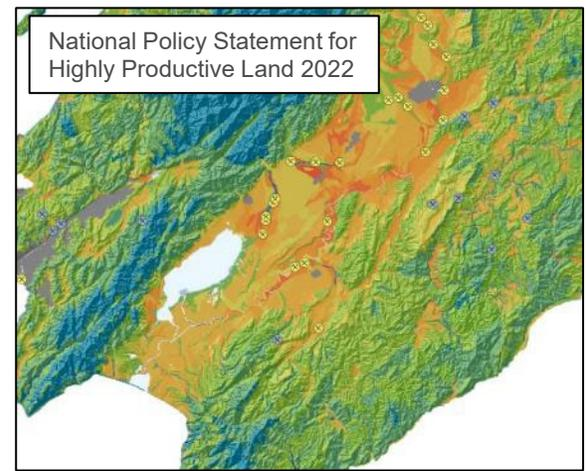 National Policy Statement for
Highly Productive Land 2022